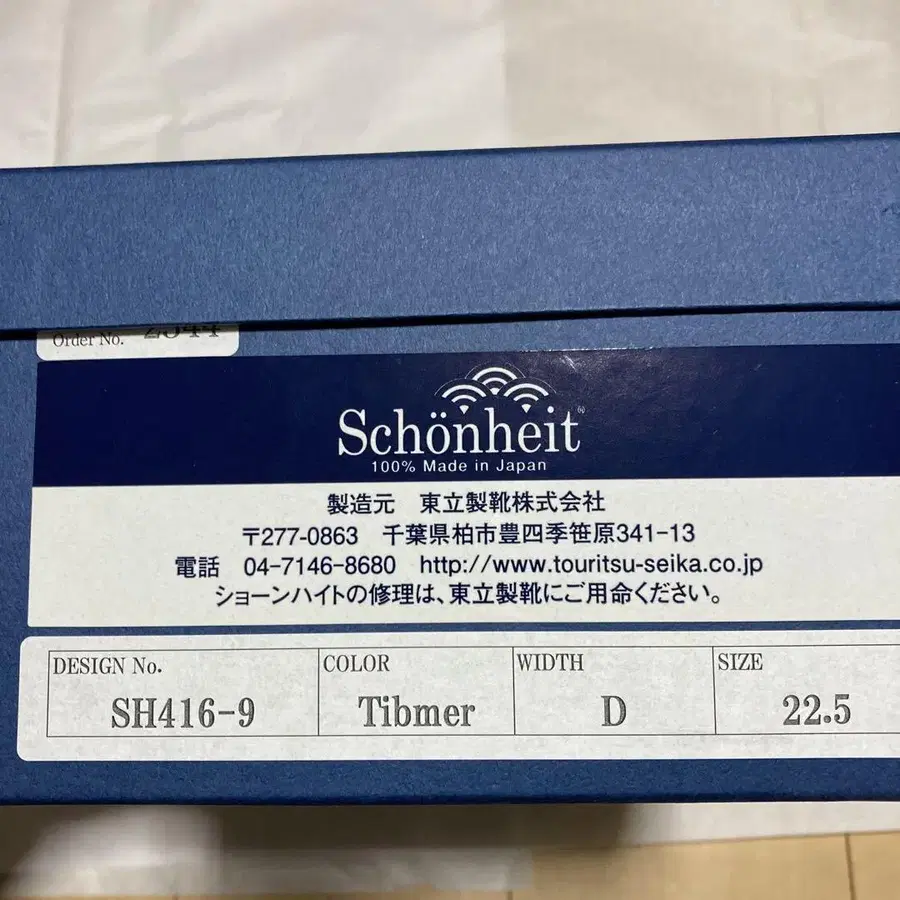 Order No. 2344
Schönheit®
100% Made in Japan
製造元 東立製靴株式会社
〒277-0863 千葉県柏市豊四季笹原341-13
電話 04-7146-8680 http://www.touritsu-seika.co.jp
ショーンハイトの修理は、東立製靴にご用命ください。
DESIGN No. COLOR WIDTH SIZE
SH416-9 Tibmer D 22.5